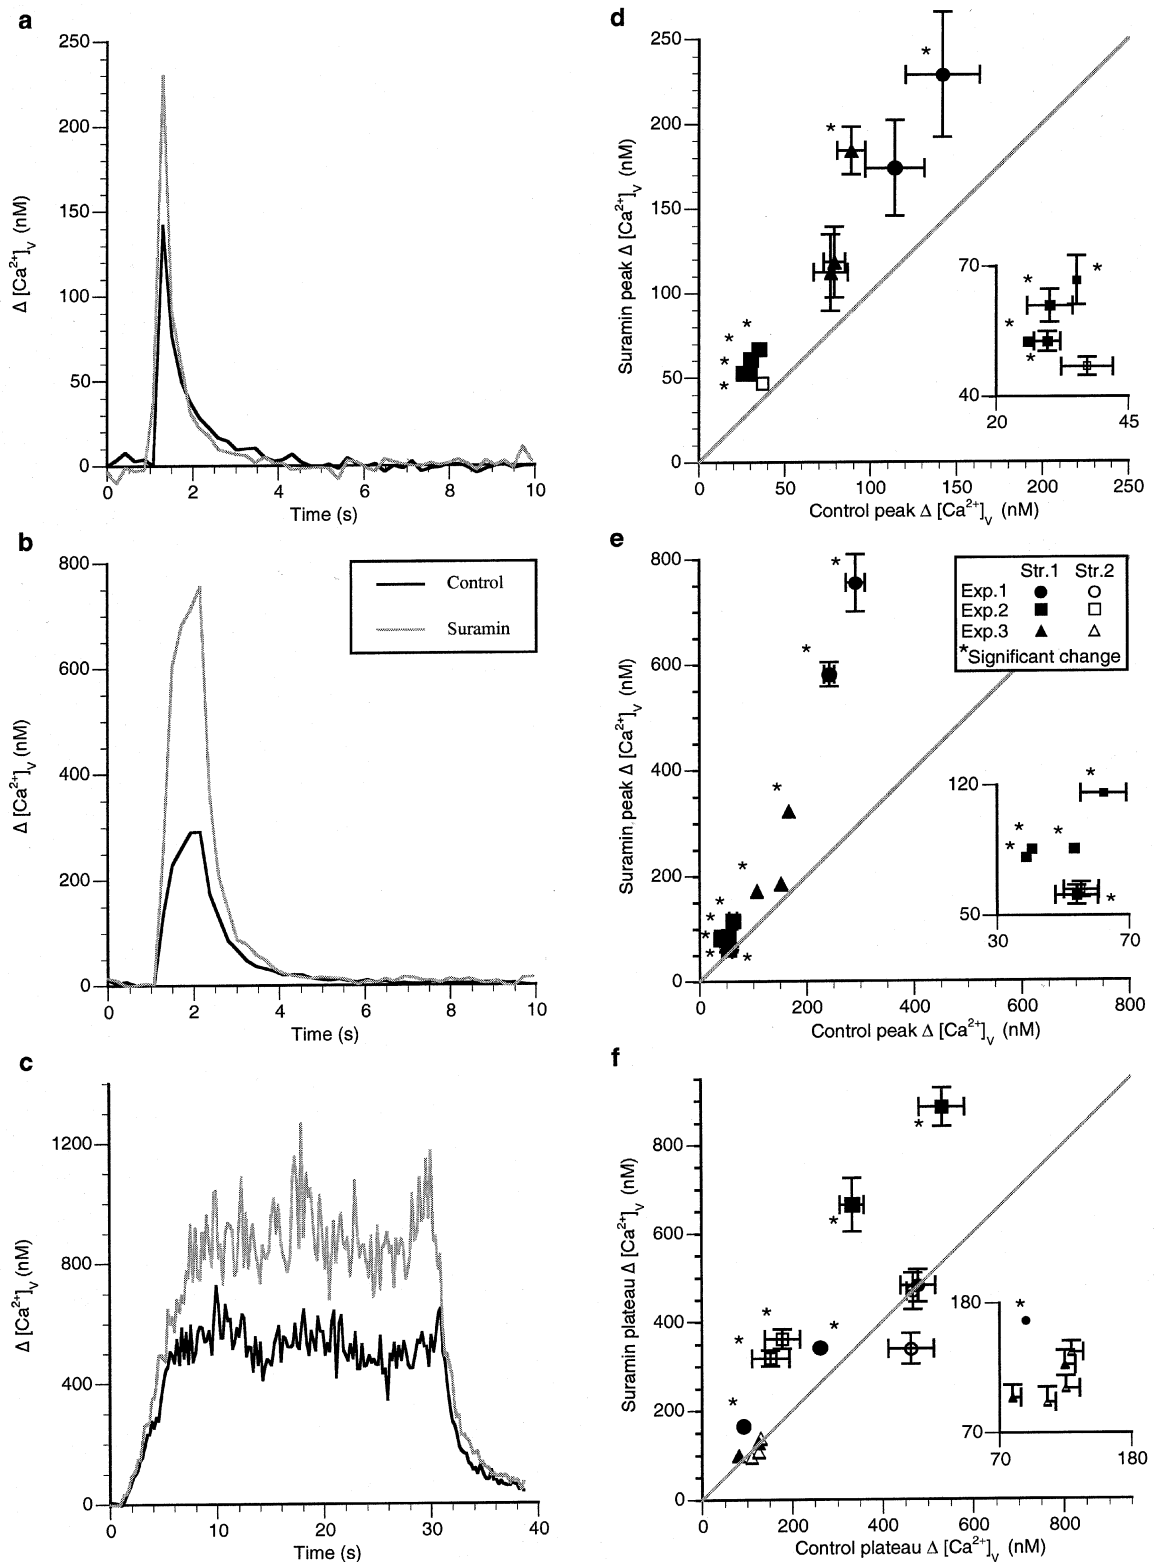 a
250
200
150
100
50
0
Δ [Ca2+]V (nM)
0 2 4 6 8 10
Time (s)
b
800
600
400
200
0
Δ [Ca2+]V (nM)
Control
Suramin
0 2 4 6 8 10
Time (s)
c
1200
800
400
0
Δ [Ca2+]V (nM)
0 10 20 30 40
Time (s)
d
250
200
150
100
50
0
Suramin peak Δ [Ca2+]V (nM)
* * * * * *
70
40
20 45
* * * *
0 50 100 150 200 250
Control peak Δ [Ca2+]V (nM)
e
800
600
400
200
0
Suramin peak Δ [Ca2+]V (nM)
Str.1 Str.2
Exp.1
Exp.2
Exp.3
*Significant change
* * * * * * * * *
120
50
30 70
* * * * *
0 200 400 600 800
Control peak Δ [Ca2+]V (nM)
f
800
600
400
200
0
Suramin plateau Δ [Ca2+]V (nM)
* * * * * *
180
70
70 180
*
0 200 400 600 800
Control plateau Δ [Ca2+]V (nM)